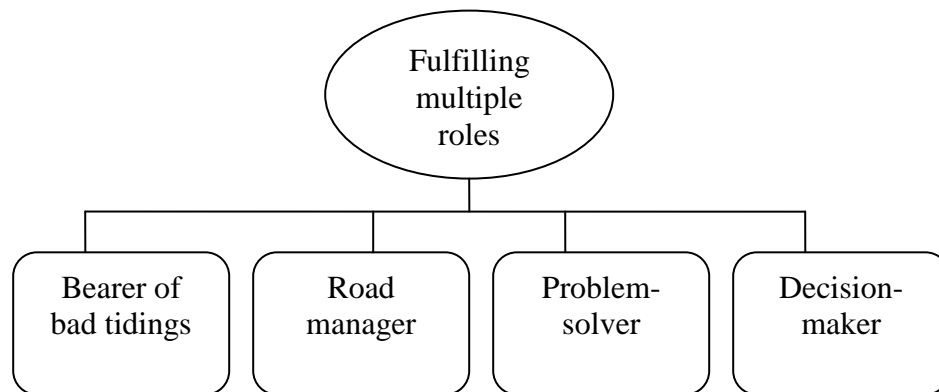 Fulfilling
multiple
roles
Bearer of
bad tidings
Road
manager
Problem-
solver
Decision-
maker